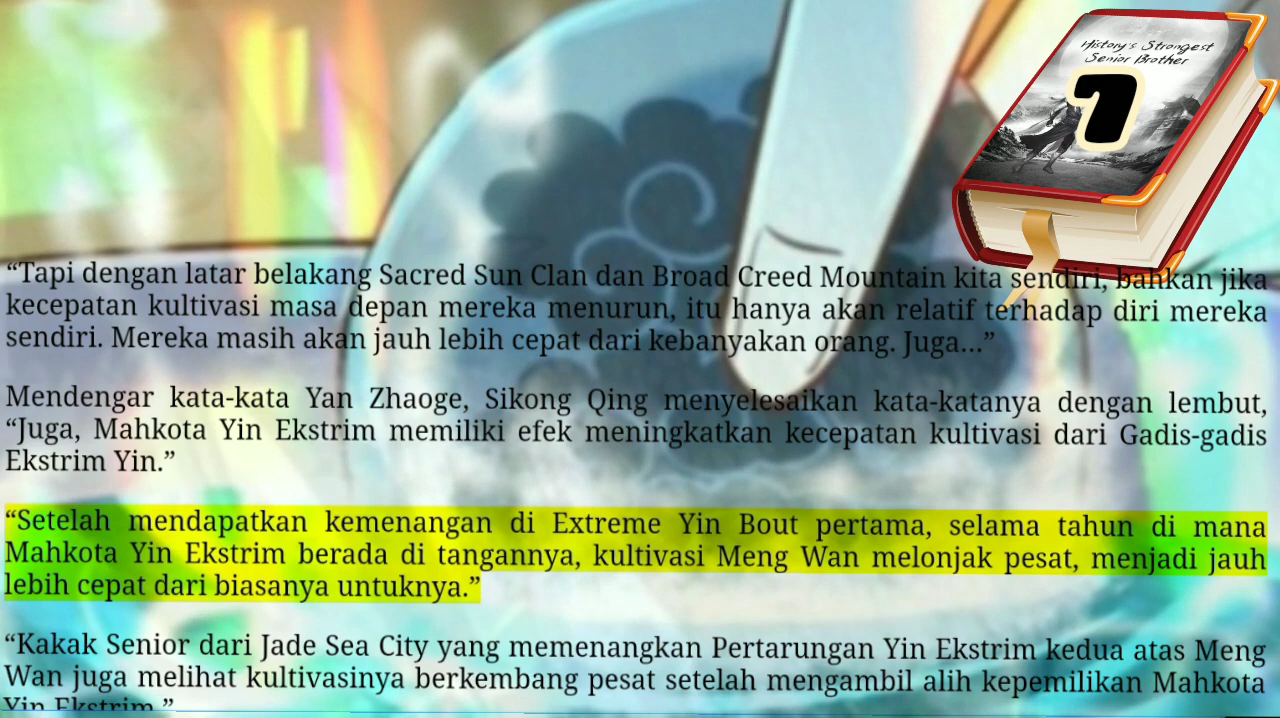 History's Strongest
Senior Brother
1
“Tapi dengan latar belakang Sacred Sun Clan dan Broad Creed Mountain kita sendiri, bahkan jika
kecepatan kultivasi masa depan mereka menurun, itu hanya akan relatif terhadap diri mereka
sendiri. Mereka masih akan jauh lebih cepat dari kebanyakan orang. Juga...”
Mendengar kata-kata Yan Zhaoge, Sikong Qing menyelesaikan kata-katanya dengan lembut,
“Juga, Mahkota Yin Ekstrim memiliki efek meningkatkan kecepatan kultivasi dari Gadis-gadis
Ekstrim Yin.”
“Setelah mendapatkan kemenangan di Extreme Yin Bout pertama, selama tahun di mana
Mahkota Yin Ekstrim berada di tangannya, kultivasi Meng Wan melonjak pesat, menjadi jauh
lebih cepat dari biasanya untuknya.”
“Kakak Senior dari Jade Sea City yang memenangkan Pertarungan Yin Ekstrim kedua atas Meng
Wan juga melihat kultivasinya berkembang pesat setelah mengambil alih kepemilikan Mahkota
Yin Ekstrim.”